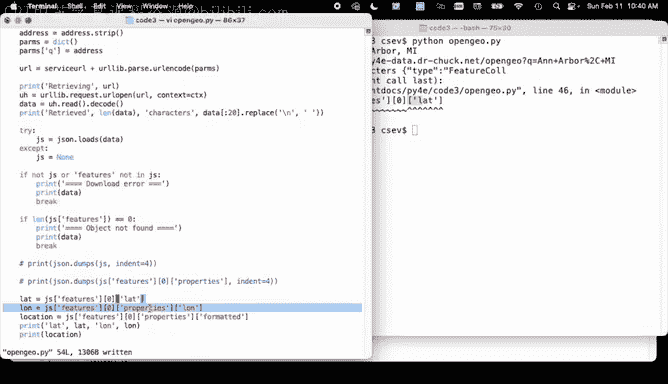 Terminal Shell Edit View Window Help
bilibili.com
Sun Feb 11 10:40 AM
code3 — vi opengeo.py — 86×37
address = address.strip()
parms = dict()
parms['q'] = address
url = serviceurl + urllib.parse.urlencode(parms)
print('Retrieving', url)
uh = urllib.request.urlopen(url, context=ctx)
data = uh.read().decode()
print('Retrieved', len(data), 'characters', data[:20].replace('\n', ' '))
try:
js = json.loads(data)
except:
js = None
if not js or 'features' not in js:
print('==== Download error ===')
print(data)
break
if len(js['features']) == 0:
print('==== Object not found ====')
print(data)
break
# print(json.dumps(js, indent=4))
# print(json.dumps(js['features'][0]['properties'], indent=4))
lat = js['features'][0]['lat']
lon = js['features'][0]['properties']['lon']
location = js['features'][0]['properties']['formatted']
print('lat', lat, 'lon', lon)
print(location)
"opengeo.py" 54L, 1306B written
code3 — -bash — 75×30
3 csev$ python opengeo.py
Arbor, MI
y4e-data.dr-chuck.net/opengeo?q=Ann+Arbor%2C+MI
cters {"type":"FeatureColl
nt call last):
ntdocs/py4e/code3/opengeo.py", line 46, in <module>
es'][0]['lat']
~~~~~~~^^^^^^^
3 csev$